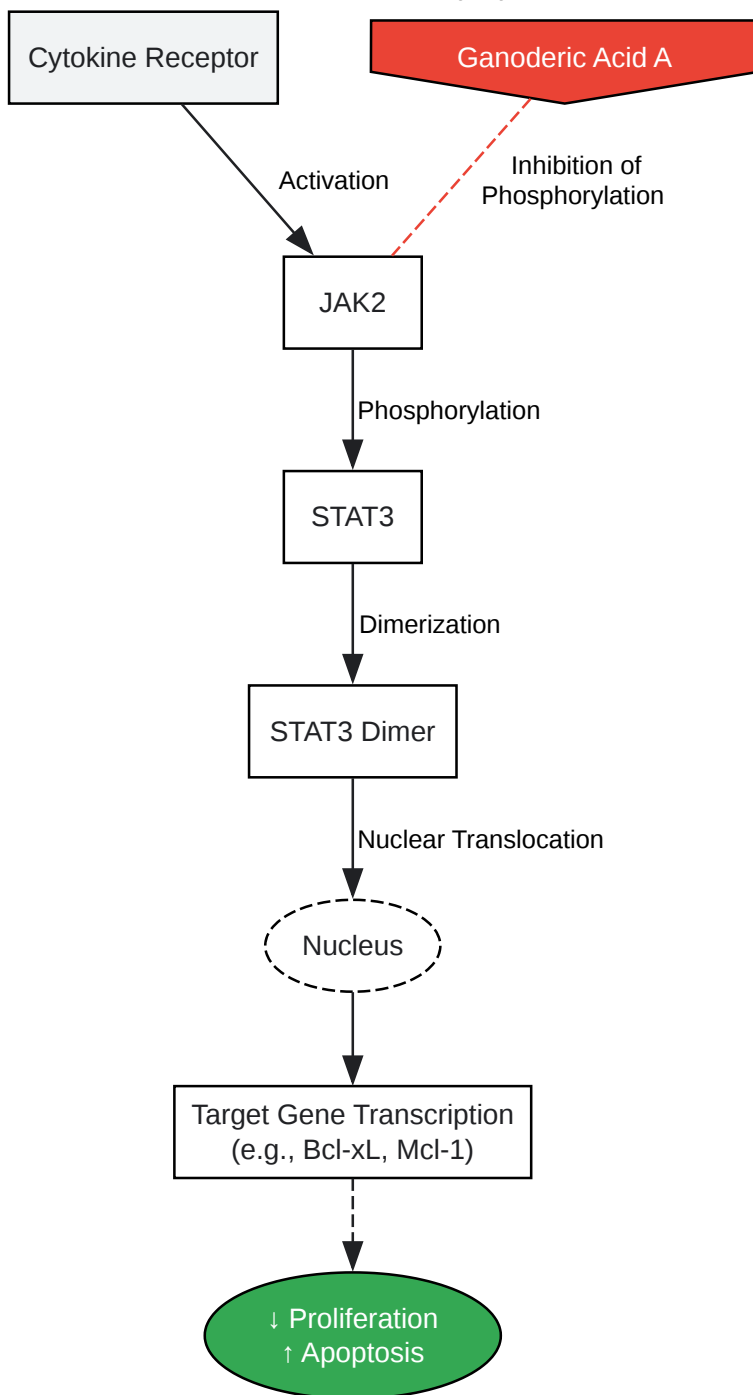 Cytokine Receptor
Ganoderic Acid A
Activation
Inhibition of
Phosphorylation
JAK2
Phosphorylation
STAT3
Dimerization
STAT3 Dimer
Nuclear Translocation
Nucleus
Target Gene Transcription
(e.g., Bcl-xL, Mcl-1)
↓ Proliferation
↑ Apoptosis